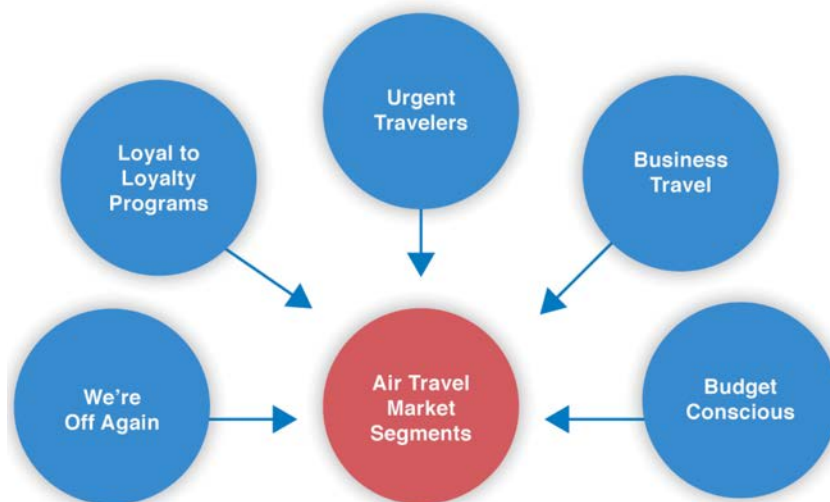 Urgent
Travelers
Loyal to
Loyalty
Programs
Business
Travel
We’re
Off Again
Air Travel
Market
Segments
Budget
Conscious